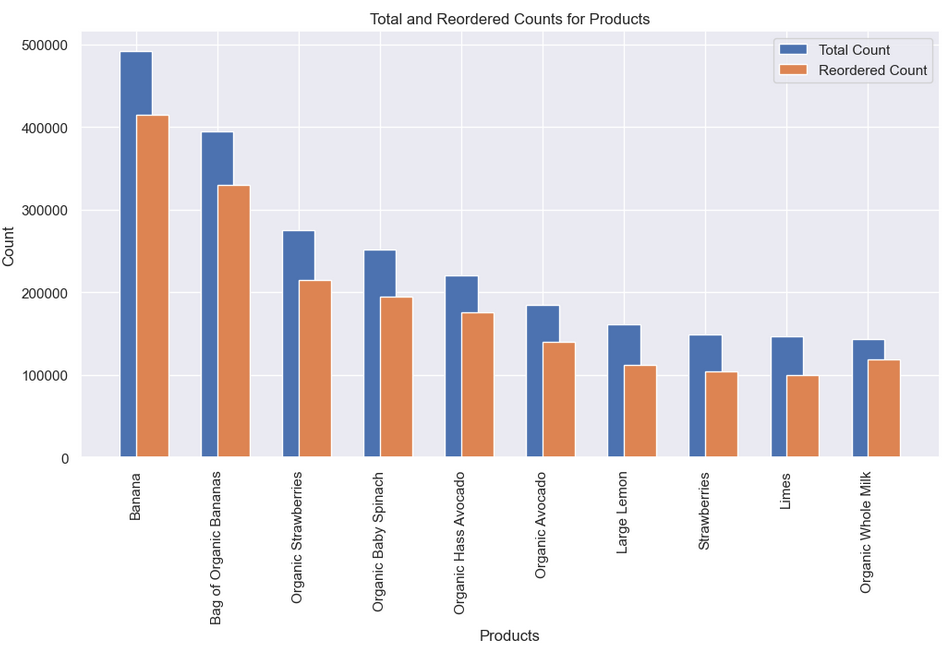 Total and Reordered Counts for Products
Total Count
Reordered Count
Count
500000
400000
300000
200000
100000
0
Banana
Bag of Organic Bananas
Organic Strawberries
Organic Baby Spinach
Organic Hass Avocado
Organic Avocado
Large Lemon
Strawberries
Limes
Organic Whole Milk
Products